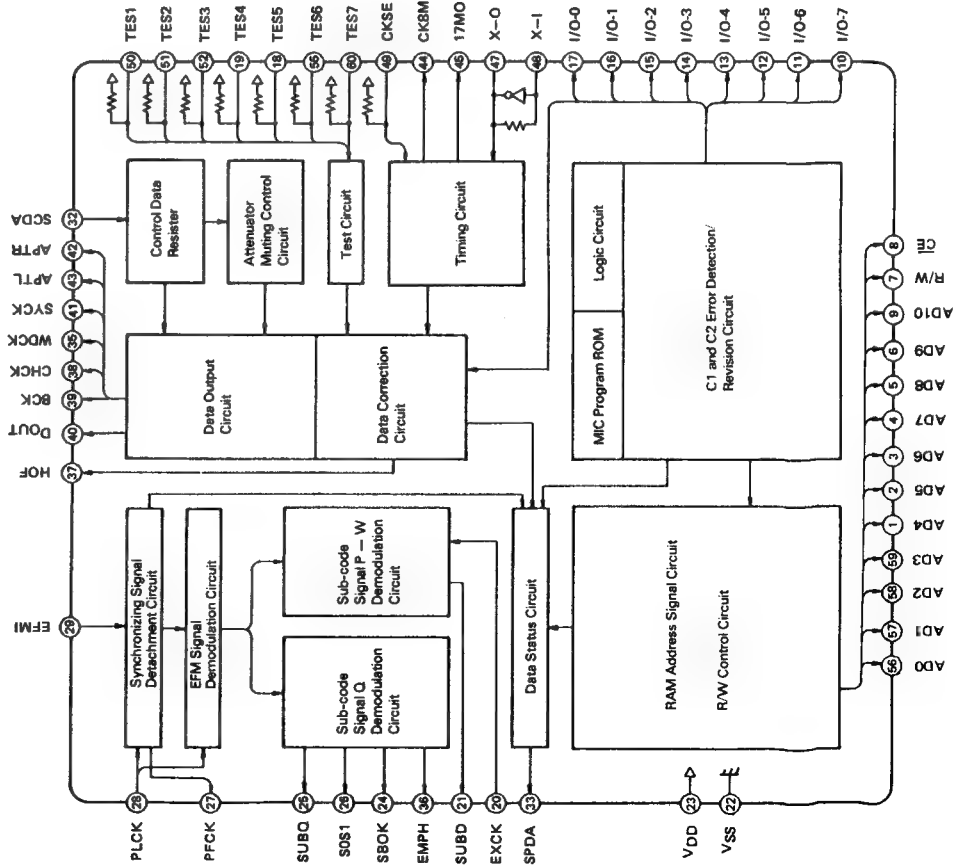 TES1
TES2
TES3
TES4
TES5
TES6
TES7
CKSE
CK8M
17MO
X-O
X-I
I/O-0
I/O-1
I/O-2
I/O-3
I/O-4
I/O-5
I/O-6
I/O-7
50
51
52
19
18
55
60
49
44
45
47
48
17
16
15
14
13
12
11
10
SCDA
32
APTR
42
APTL
43
SYCK
41
WDCK
35
CHCK
38
BCK
39
DOUT
40
HOF
37
EFMI
29
Control Data
Resister
Attenuator
Muting Control
Circuit
Test Circuit
Timing Circuit
Data Output
Circuit
Data Correction
Circuit
Logic Circuit
MIC Program ROM
C1 and C2 Error Detection/
Revision Circuit
Synchronizing Signal
Detachment Circuit
EFM Signal
Demodulation Circuit
Sub-code
Signal P – W
Demodulation
Circuit
Sub-code
Signal Q
Demodulation
Circuit
Data Status Circuit
RAM Address Signal Circuit
R/W Control Circuit
8
CE
7
R/W
9
AD10
6
AD9
5
AD8
4
AD7
3
AD6
2
AD5
1
AD4
59
AD3
58
AD2
57
AD1
56
AD0
28
27
25
26
24
36
21
20
33
23
22
PLCK
PFCK
SUBQ
S0S1
SBOK
EMPH
SUBD
EXCK
SPDA
VDD
VSS